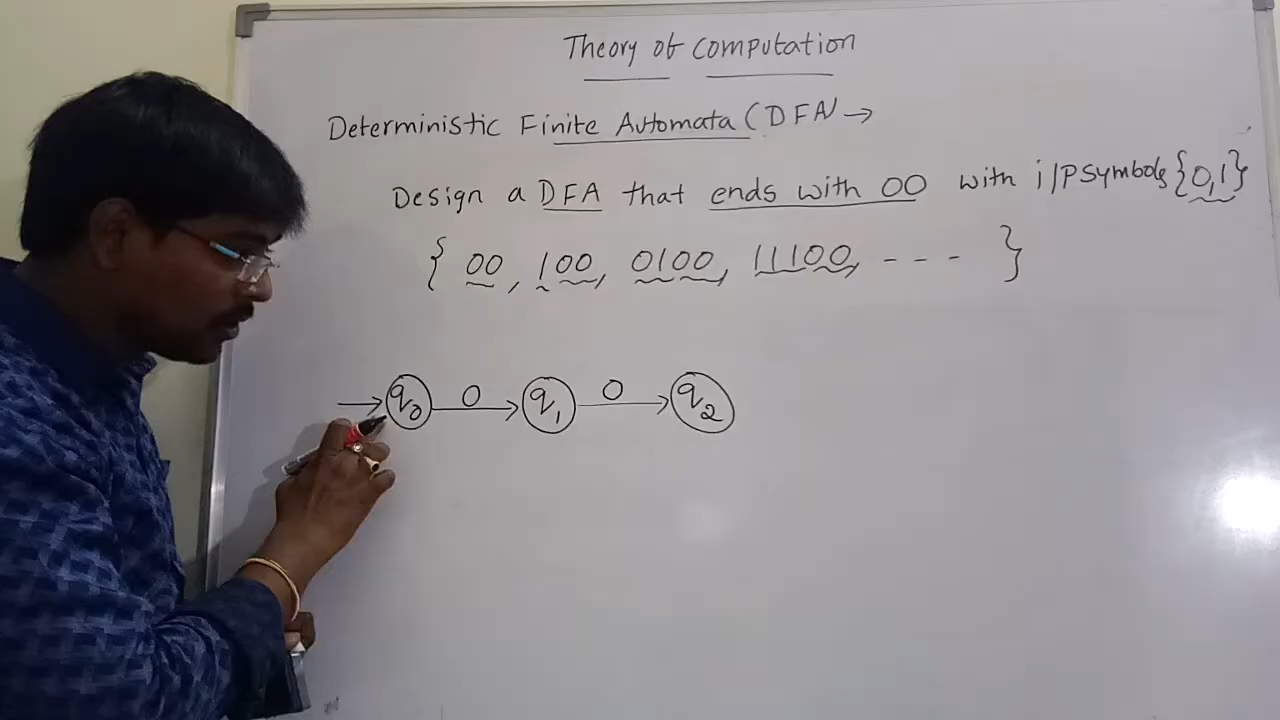 Theory of computation
Deterministic Finite Automata (DFA) →
Design a DFA that ends with 00 with i/p symbols {0,1}
{ 00, 100, 0100, 11100, - - - }
→ q0 0 → q1 0 → q2